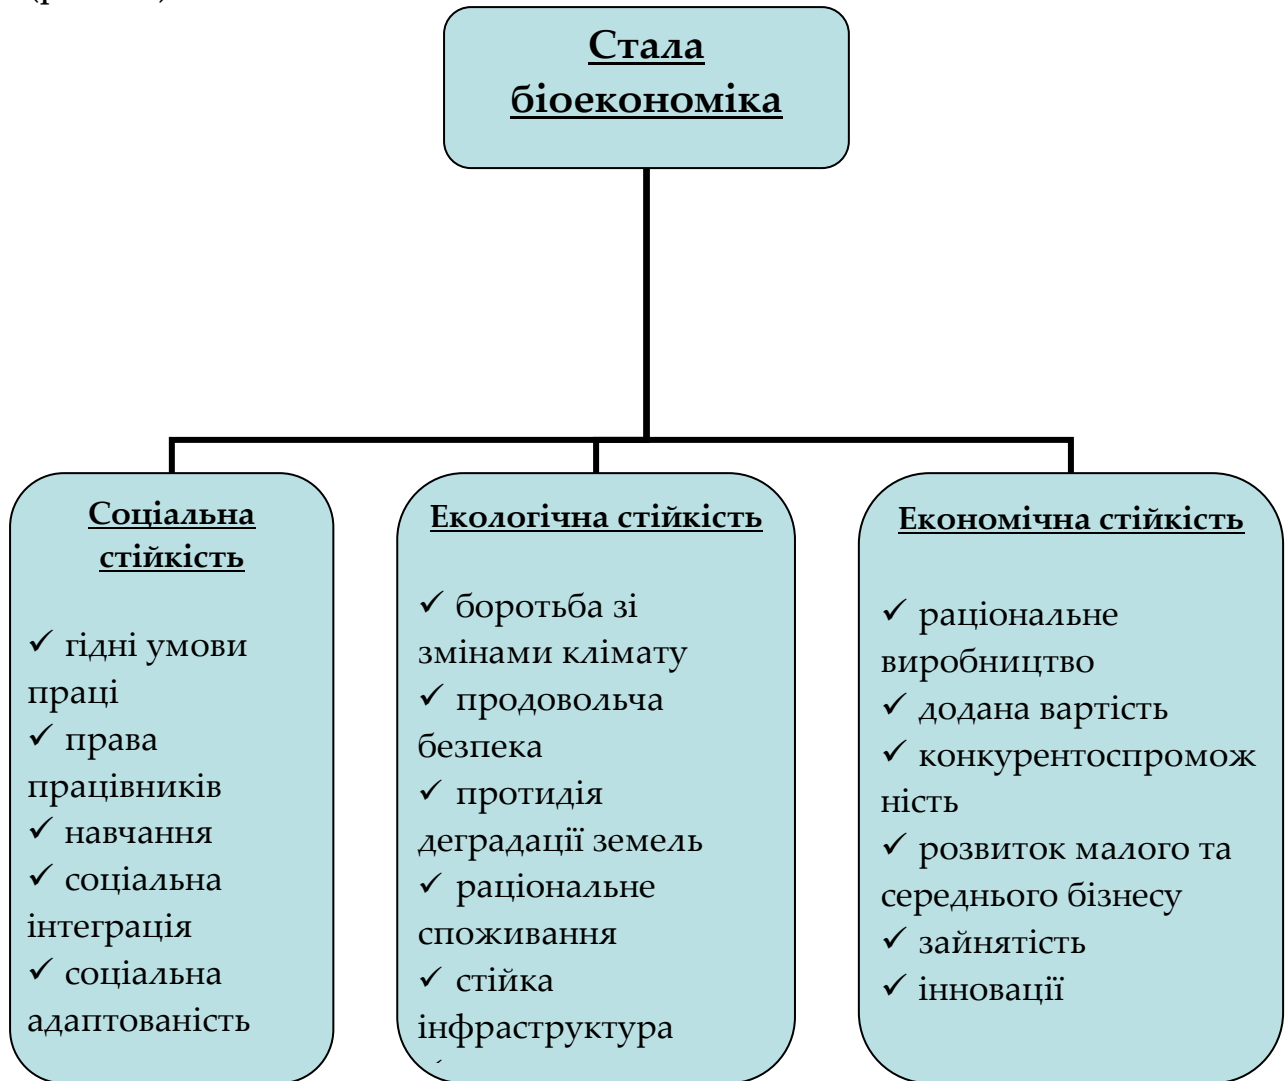 Стала
біоекономіка
Соціальна
стійкість
✓ гідні умови
праці
✓ права
працівників
✓ навчання
✓ соціальна
інтеграція
✓ соціальна
адаптованість
Екологічна стійкість
✓ боротьба зі
змінами клімату
✓ продовольча
безпека
✓ протидія
деградації земель
✓ раціональне
споживання
✓ стійка
інфраструктура
Економічна стійкість
✓ раціональне
виробництво
✓ додана вартість
✓ конкурентоспромож
ність
✓ розвиток малого та
середнього бізнесу
✓ зайнятість
✓ інновації